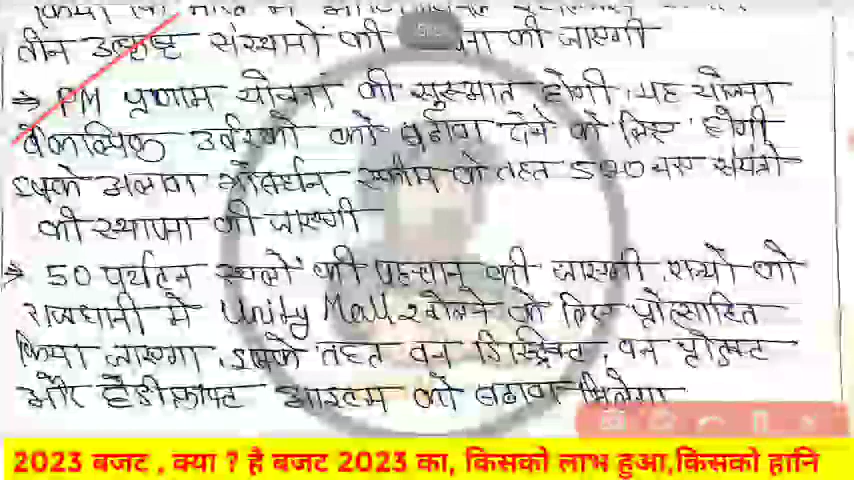 तीन उत्कृष्ट संस्थानों की जाएगी
⇒ PM प्रणाम योजना की सुरूआत होगी, यह योजना
वैकल्पिक उर्वरको को बढावा देने के लिए होगी
इसके अलावा गोवर्धन स्कीम के तहत 500 नए संयंत्रो
की स्थापना की जाएगी
⇒ 50 पर्यटन स्थलों की पहचान की जाएगी, राज्यो को
राजधानी मे Unity Mall खोलने के लिए प्रोत्साहित
किया जाएगा, इसके तहत वन डिस्ट्रिक्ट, वन प्रोडक्ट
और हैंडीक्राफ्ट आइटम को बढावा मिलेगा
2023 बजट , क्या ? है बजट 2023 का, किसको लाभ हुआ,किसको हानि